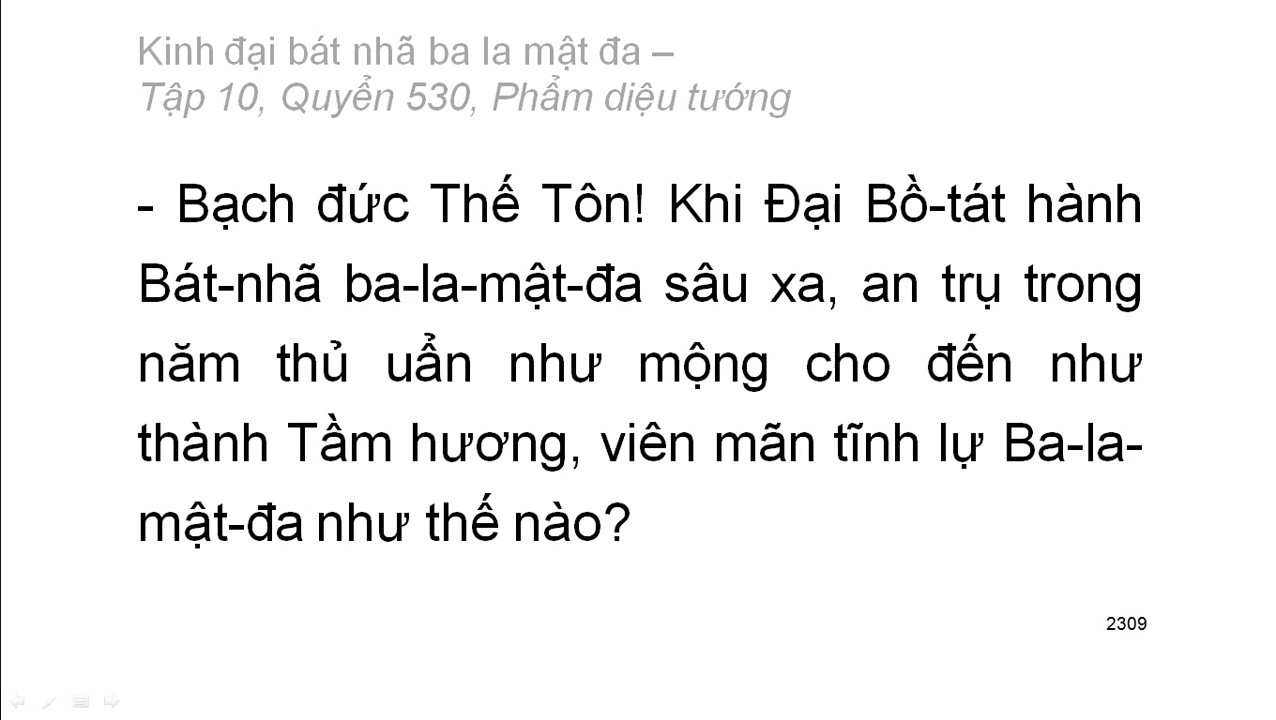 Kinh đại bát nhã ba la mật đa –
Tập 10, Quyển 530, Phẩm diệu tướng
- Bạch đức Thế Tôn! Khi Đại Bồ-tát hành
Bát-nhã ba-la-mật-đa sâu xa, an trụ trong
năm thủ uẩn như mộng cho đến như
thành Tầm hương, viên mãn tĩnh lự Ba-la-
mật-đa như thế nào?
2309